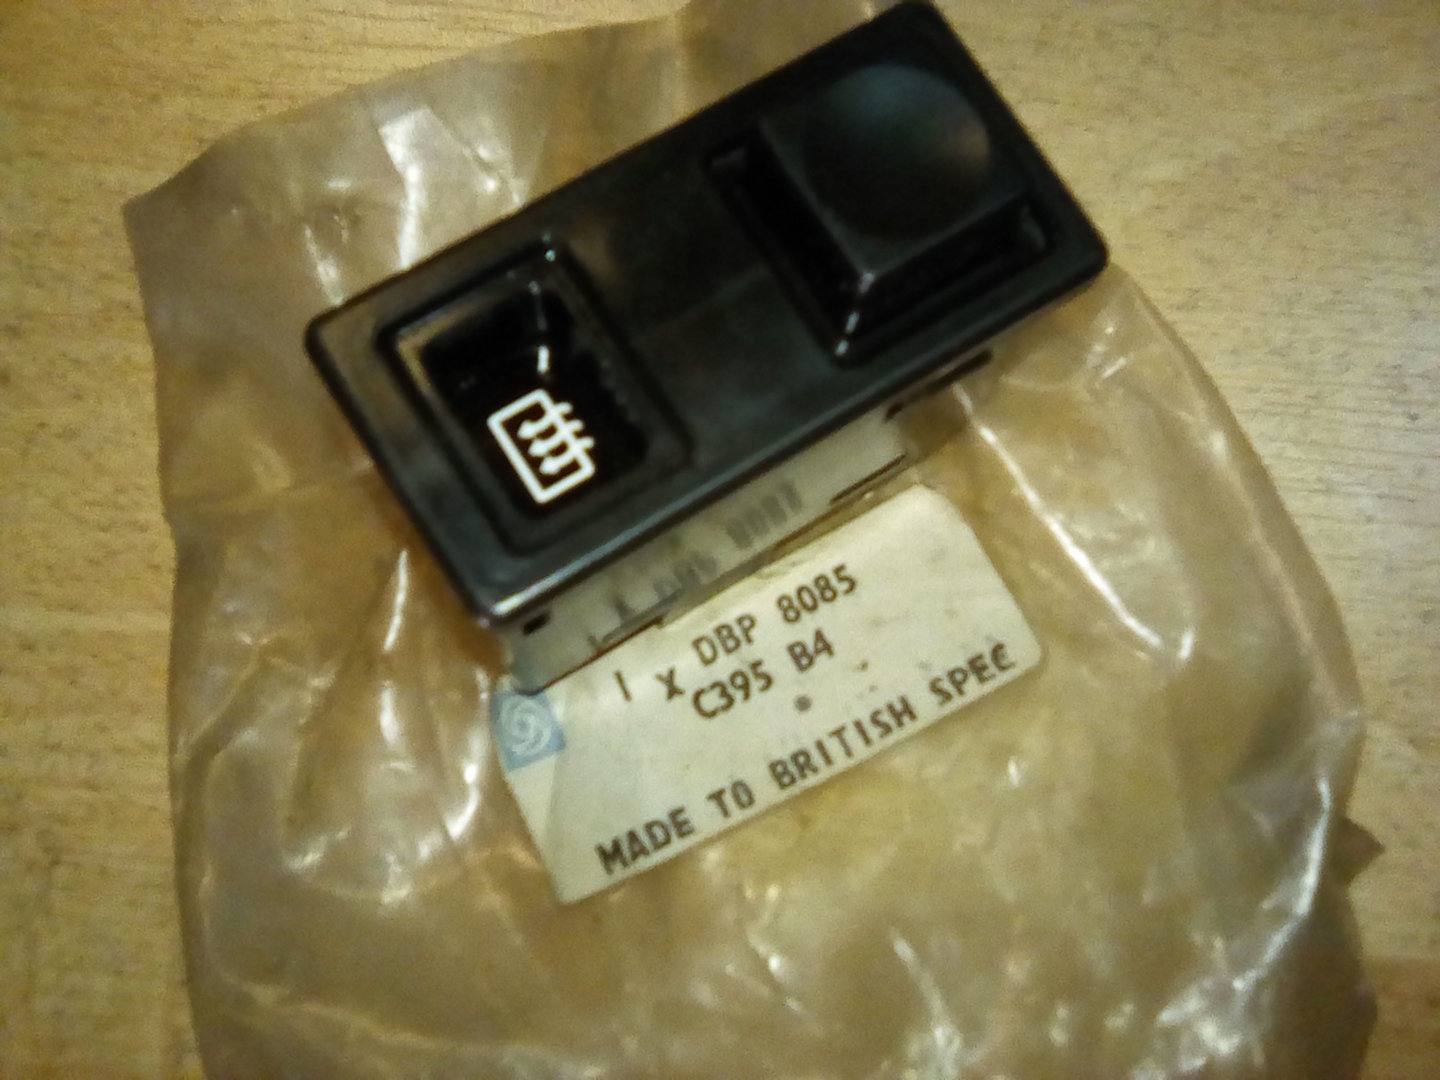 1 x DBP 8085
C395 B4
MADE TO BRITISH SPEC